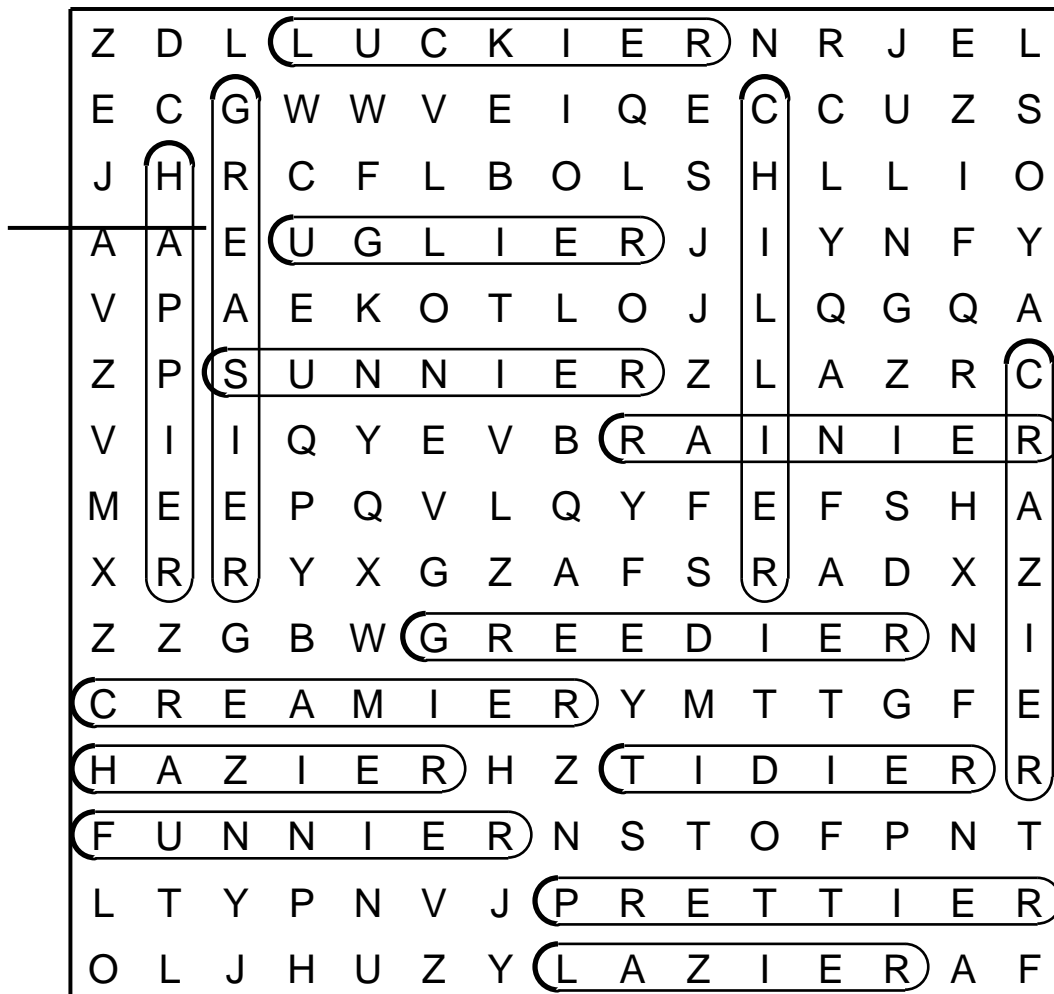 Z D L L U C K I E R N R J E L
E C G W W V E I Q E C C U Z S
J H R C F L B O L S H L L I O
A A E U G L I E R J I Y N F Y
V P A E K O T L O J L Q G Q A
Z P S U N N I E R Z L A Z R C
V I I Q Y E V B R A I N I E R
M E E P Q V L Q Y F E F S H A
X R R Y X G Z A F S R A D X Z
Z Z G B W G R E E D I E R N I
C R E A M I E R Y M T T G F E
H A Z I E R H Z T I D I E R R
F U N N I E R N S T O F P N T
L T Y P N V J P R E T T I E R
O L J H U Z Y L A Z I E R A F